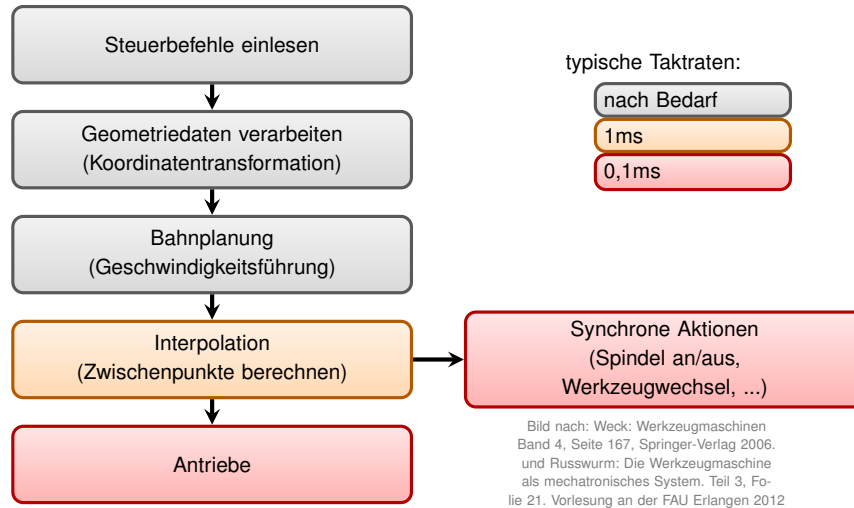 Steuerbefehle einlesen
Geometriedaten verarbeiten
(Koordinatentransformation)
Bahnplanung
(Geschwindigkeitsführung)
Interpolation
(Zwischenpunkte berechnen)
Antriebe
typische Taktraten:
nach Bedarf
1ms
0,1ms
Synchrone Aktionen
(Spindel an/aus,
Werkzeugwechsel, ...)
Bild nach: Weck: Werkzeugmaschinen
Band 4, Seite 167, Springer-Verlag 2006.
und Russwurm: Die Werkzeugmaschine
als mechatronisches System. Teil 3, Fo-
lie 21. Vorlesung an der FAU Erlangen 2012